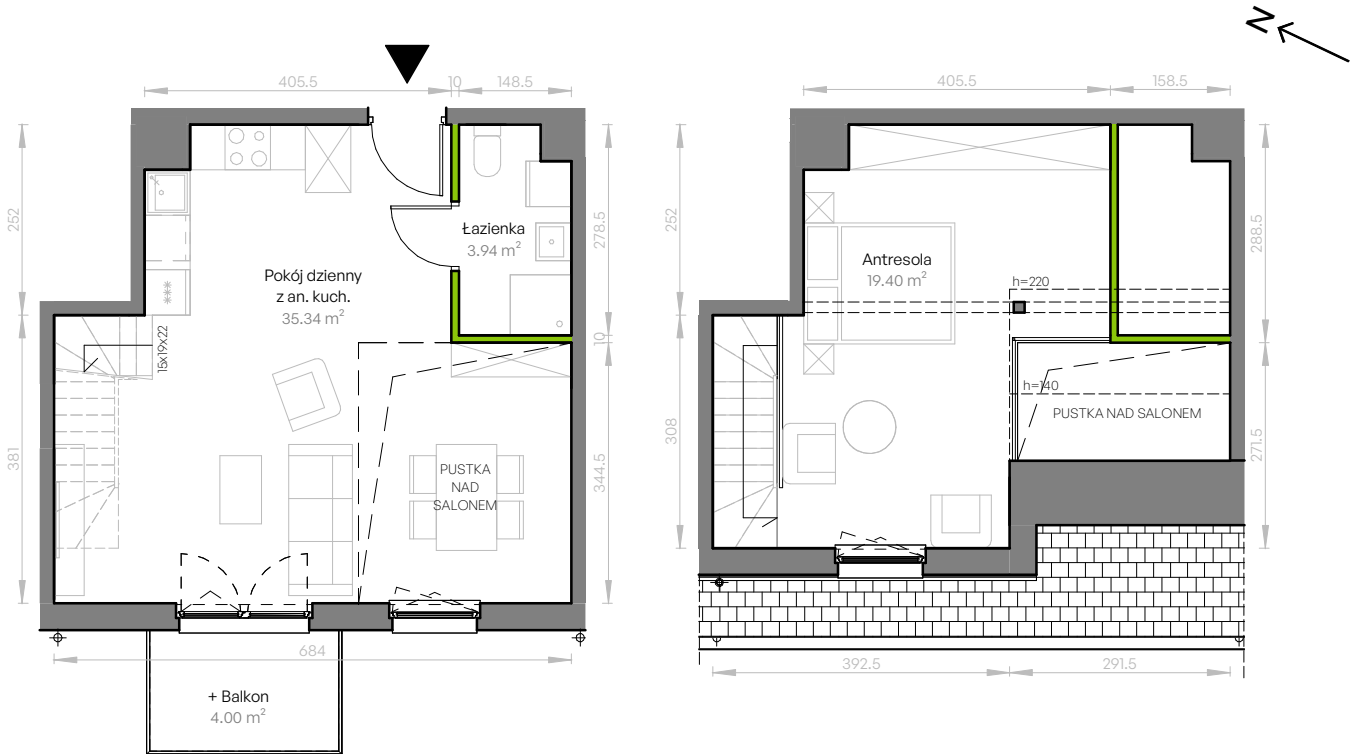 N
405.5
10
148.5
405.5
158.5
252
278.5
252
288.5
Łazienka
3.94 m²
Pokój dzienny
z an. kuch.
35.34 m²
Antresola
19.40 m²
h=220
15x19x22
10
381
344.5
308
271.5
h=140
PUSTKA NAD SALONEM
PUSTKA
NAD
SALONEM
684
392.5
291.5
+ Balkon
4.00 m²